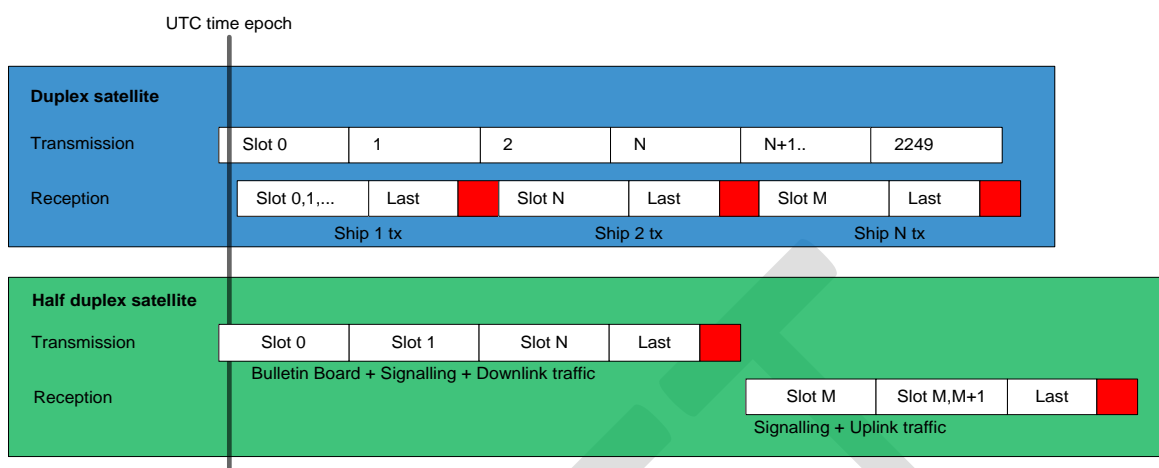 UTC time epoch
Duplex satellite
Transmission Slot 0 1 2 N N+1.. 2249
Reception Slot 0,1,... Last Slot N Last Slot M Last
Ship 1 tx Ship 2 tx Ship N tx
Half duplex satellite
Transmission Slot 0 Slot 1 Slot N Last
Bulletin Board + Signalling + Downlink traffic
Reception Slot M Slot M,M+1 Last
Signalling + Uplink traffic